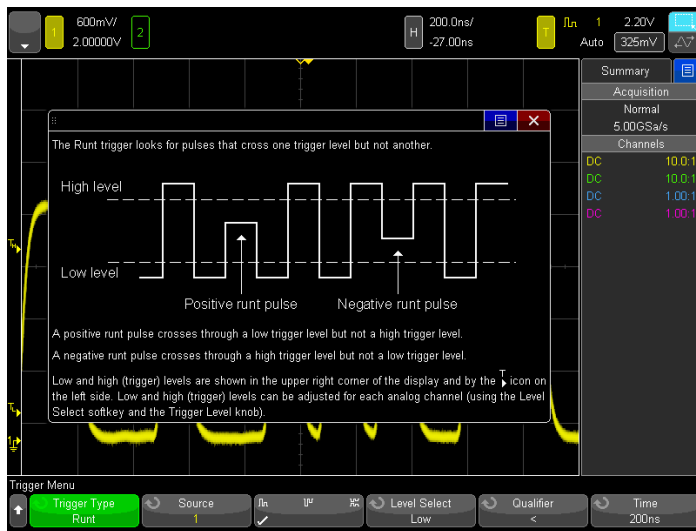 1
600mV/
2.00000V
2
H
200.0ns/
-27.00ns
T
1
2.20V
Auto
325mV
Summary
Acquisition
Normal
5.00GSa/s
Channels
DC 10.0:1
DC 10.0:1
DC 1.00:1
DC 1.00:1
The Runt trigger looks for pulses that cross one trigger level but not another.
High level
Low level
Positive runt pulse
Negative runt pulse
A positive runt pulse crosses through a low trigger level but not a high trigger level.
A negative runt pulse crosses through a high trigger level but not a low trigger level.
Low and high (trigger) levels are shown in the upper right corner of the display and by the T icon on
the left side. Low and high (trigger) levels can be adjusted for each analog channel (using the Level
Select softkey and the Trigger Level knob).
Trigger Menu
Trigger Type
Runt
Source
1
Level Select
Low
Qualifier
<
Time
200ns